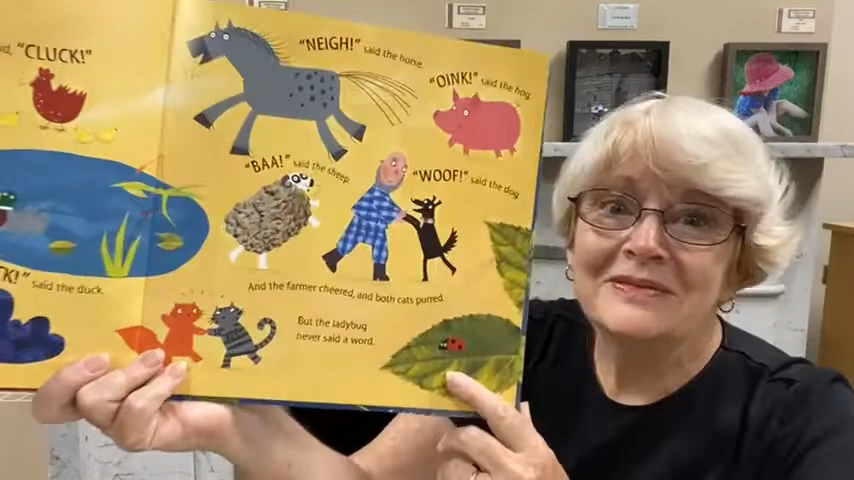 "CLUCK!"
"NEIGH!" said the horse.
"OINK!" said the hog.
"BAA!" said the sheep.
"WOOF!" said the dog.
said the duck.
And the farmer cheered, and both cats purred.
But the ladybug
never said a word.